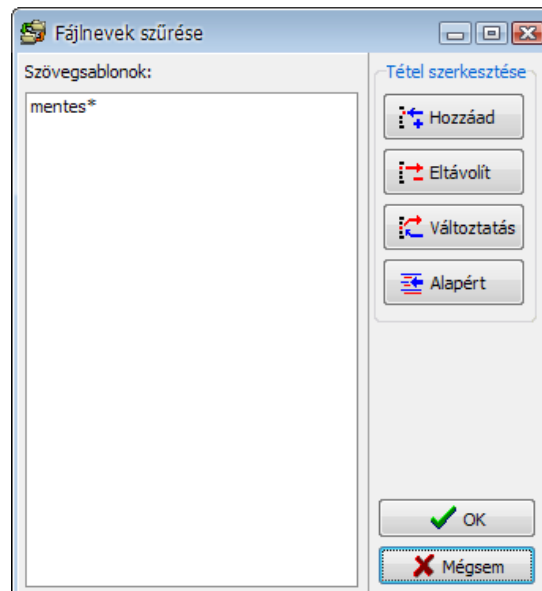 Fájlnevek szűrése
Szövegsablonok:
mentes*
Tétel szerkesztése
Hozzáad
Eltávolít
Változtatás
Alapért
OK
Mégsem